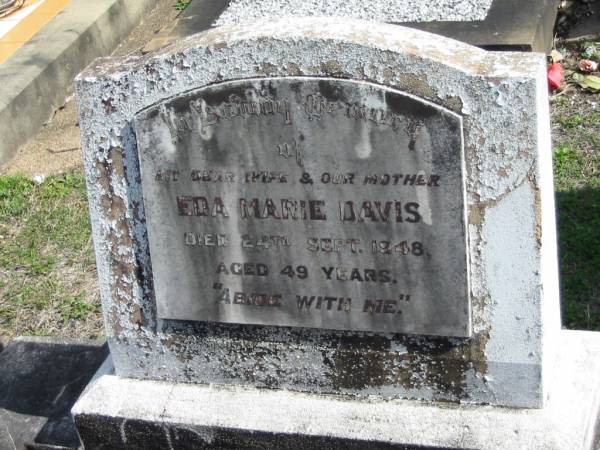 In Loving Memory
of
MY DEAR WIFE & OUR MOTHER
EDA MARIE DAVIS
DIED 24TH SEPT. 1948.
AGED 49 YEARS.
"ABIDE WITH ME."